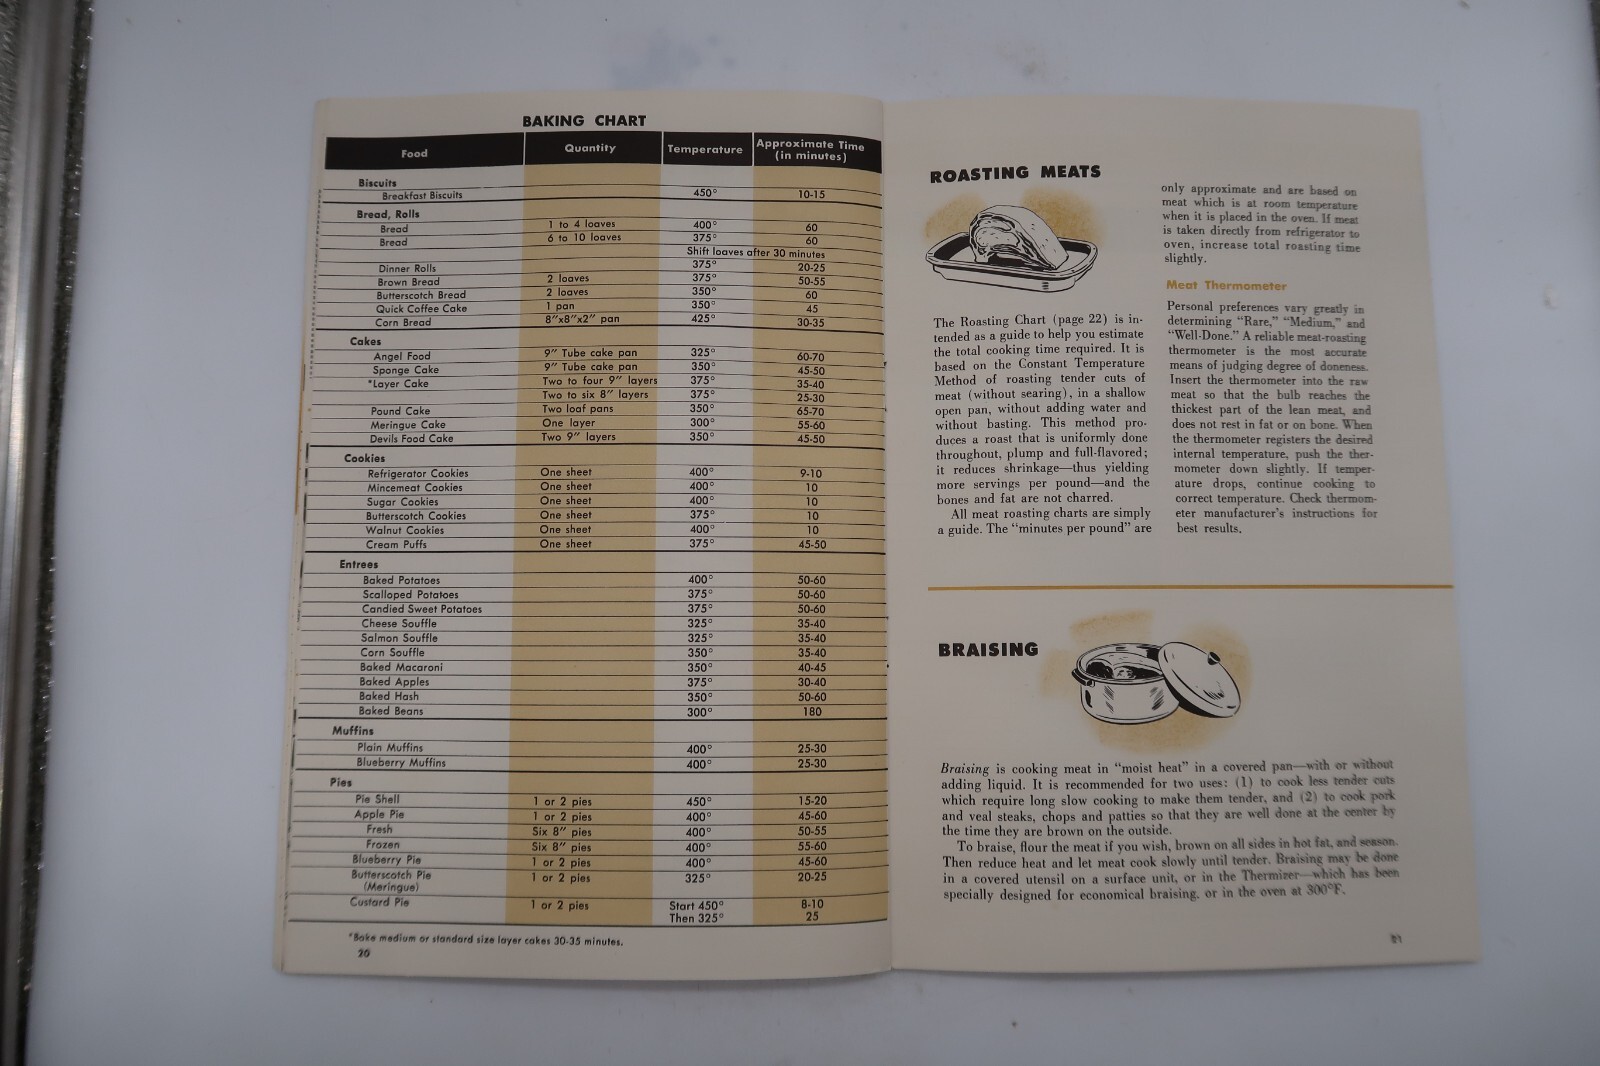 BAKING CHART
Food Quantity Temperature Approximate Time (in minutes)
Biscuits
Breakfast Biscuits 450° 10-15
Bread, Rolls
Bread 1 to 4 loaves 400° 60
Bread 6 to 10 loaves 375° 60
Shift loaves after 30 minutes
Dinner Rolls 375° 20-25
Brown Bread 2 loaves 375° 50-55
Butterscotch Bread 2 loaves 350° 60
Quick Coffee Cake 1 pan 350° 45
Corn Bread 8"x8"x2" pan 425° 30-35
Cakes
Angel Food 9" Tube cake pan 325° 60-70
Sponge Cake 9" Tube cake pan 350° 45-50
*Layer Cake Two to four 9" layers 375° 35-40
Two to six 8" layers 375° 25-30
Pound Cake Two loaf pans 350° 65-70
Meringue Cake One layer 300° 55-60
Devils Food Cake Two 9" layers 350° 45-50
Cookies
Refrigerator Cookies One sheet 400° 9-10
Mincemeat Cookies One sheet 400° 10
Sugar Cookies One sheet 400° 10
Butterscotch Cookies One sheet 375° 10
Walnut Cookies One sheet 400° 10
Cream Puffs One sheet 375° 45-50
Entrees
Baked Potatoes 400° 50-60
Scalloped Potatoes 375° 50-60
Candied Sweet Potatoes 375° 50-60
Cheese Souffle 325° 35-40
Salmon Souffle 325° 35-40
Corn Souffle 350° 35-40
Baked Macaroni 350° 40-45
Baked Apples 375° 30-40
Baked Hash 350° 50-60
Baked Beans 300° 180
Muffins
Plain Muffins 400° 25-30
Blueberry Muffins 400° 25-30
Pies
Pie Shell 1 or 2 pies 450° 15-20
Apple Pie 1 or 2 pies 400° 45-60
Fresh Six 8" pies 400° 50-55
Frozen Six 8" pies 400° 55-60
Blueberry Pie 1 or 2 pies 400° 45-60
Butterscotch Pie 1 or 2 pies 325° 20-25
(Meringue)
Custard Pie 1 or 2 pies Start 450° 8-10
Then 325° 25
*Bake medium or standard size layer cakes 30-35 minutes.
20
ROASTING MEATS
The Roasting Chart (page 22) is in-
tended as a guide to help you estimate
the total cooking time required. It is
based on the Constant Temperature
Method of roasting tender cuts of
meat (without searing), in a shallow
open pan, without adding water and
without basting. This method pro-
duces a roast that is uniformly done
throughout, plump and full-flavored;
it reduces shrinkage—thus yielding
more servings per pound—and the
bones and fat are not charred.
All meat roasting charts are simply
a guide. The "minutes per pound" are
only approximate and are based on
meat which is at room temperature
when it is placed in the oven. If meat
is taken directly from refrigerator to
oven, increase total roasting time
slightly.
Meat Thermometer
Personal preferences vary greatly in
determining "Rare," "Medium," and
"Well-Done." A reliable meat-roasting
thermometer is the most accurate
means of judging degree of doneness.
Insert the thermometer into the raw
meat so that the bulb reaches the
thickest part of the lean meat, and
does not rest in fat or on bone. When
the thermometer registers the desired
internal temperature, push the ther-
mometer down slightly. If temper-
ature drops, continue cooking to
correct temperature. Check thermom-
eter manufacturer's instructions for
best results.
BRAISING
Braising is cooking meat in "moist heat" in a covered pan—with or without
adding liquid. It is recommended for two uses: (1) to cook less tender cuts
which require long slow cooking to make them tender, and (2) to cook pork
and veal steaks, chops and patties so that they are well done at the center by
the time they are brown on the outside.
To braise, flour the meat if you wish, brown on all sides in hot fat, and season.
Then reduce heat and let meat cook slowly until tender. Braising may be done
in a covered utensil on a surface unit, or in the Thermizer—which has been
specially designed for economical braising. or in the oven at 300°F.
21